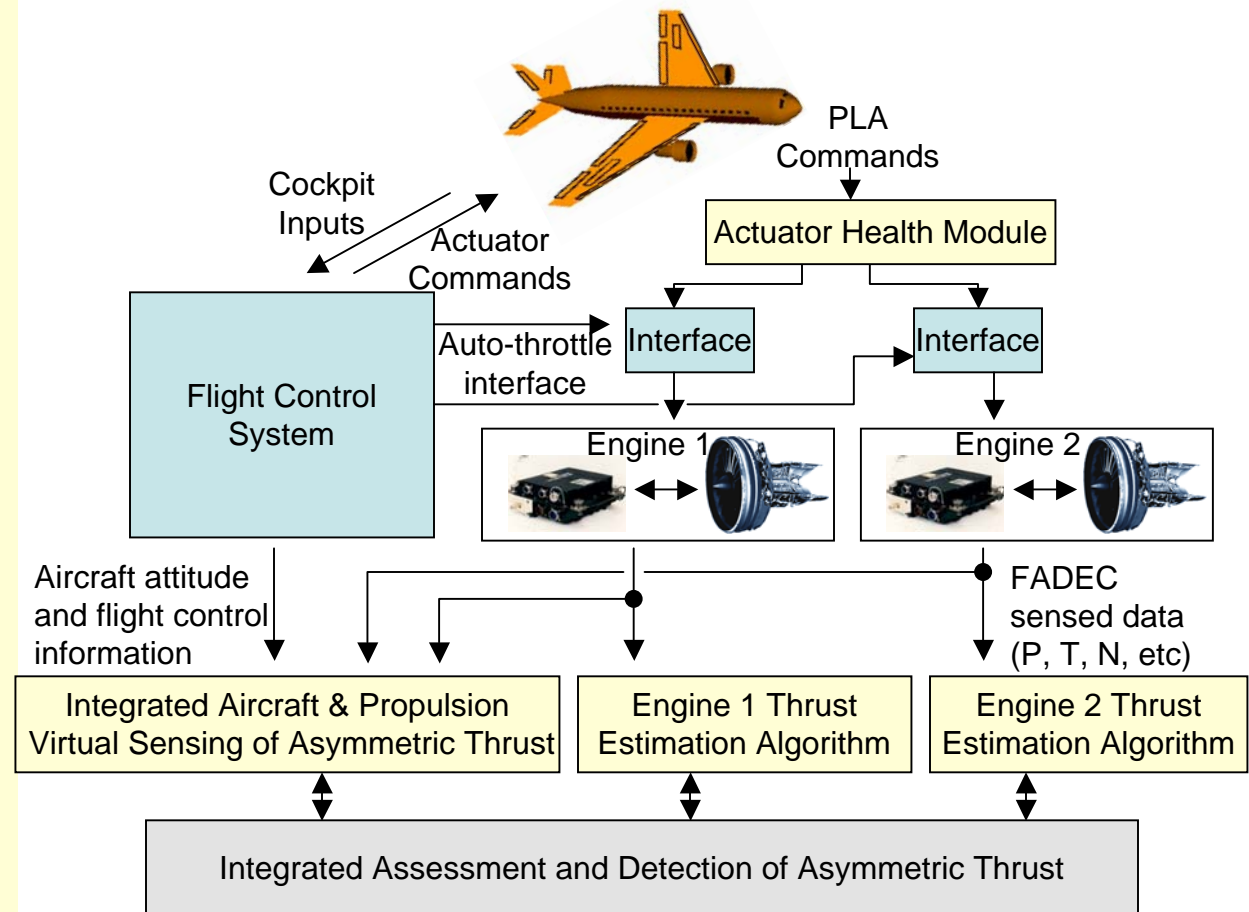 PLA
Commands
Cockpit
Inputs
Actuator
Commands
Actuator Health Module
Flight Control
System
Auto-throttle
interface
Interface
Interface
Engine 1
Engine 2
Aircraft attitude
and flight control
information
FADEC
sensed data
(P, T, N, etc)
Integrated Aircraft & Propulsion
Virtual Sensing of Asymmetric Thrust
Engine 1 Thrust
Estimation Algorithm
Engine 2 Thrust
Estimation Algorithm
Integrated Assessment and Detection of Asymmetric Thrust